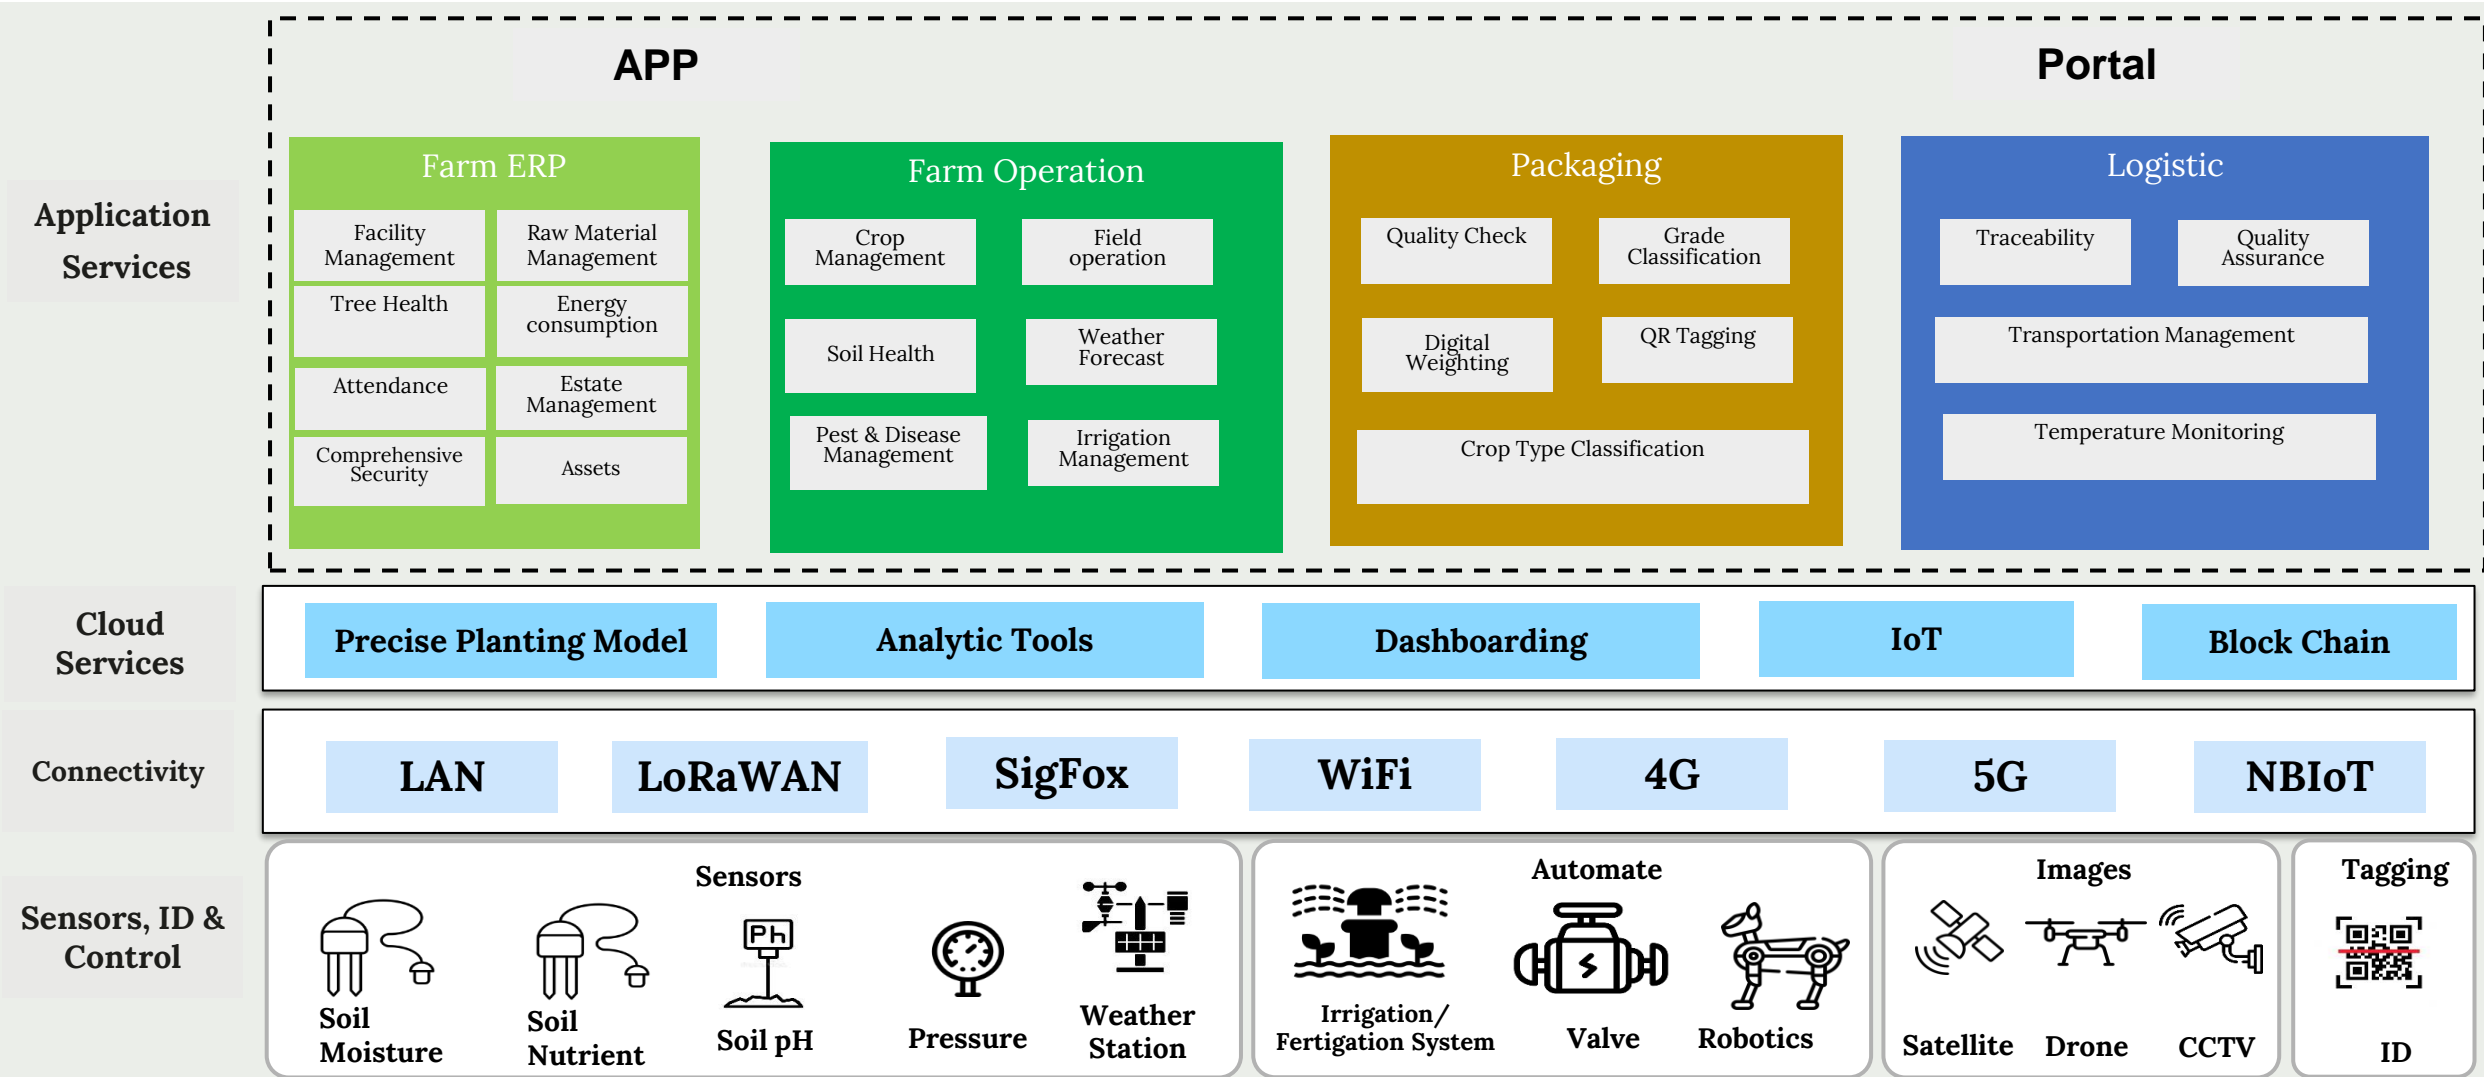 APP
Portal
Application
Services
Farm ERP
Facility
Management
Raw Material
Management
Tree Health
Energy
consumption
Attendance
Estate
Management
Comprehensive
Security
Assets
Farm Operation
Crop
Management
Field
operation
Soil Health
Weather
Forecast
Pest & Disease
Management
Irrigation
Management
Packaging
Quality Check
Grade
Classification
Digital
Weighting
QR Tagging
Crop Type Classification
Logistic
Traceability
Quality
Assurance
Transportation Management
Temperature Monitoring
Cloud
Services
Precise Planting Model
Analytic Tools
Dashboarding
IoT
Block Chain
Connectivity
LAN
LoRaWAN
SigFox
WiFi
4G
5G
NBIoT
Sensors, ID &
Control
Sensors
Soil
Moisture
Soil
Nutrient
Ph
Soil pH
Pressure
Weather
Station
Automate
Irrigation/
Fertigation System
Valve
Robotics
Images
Satellite
Drone
CCTV
Tagging
ID